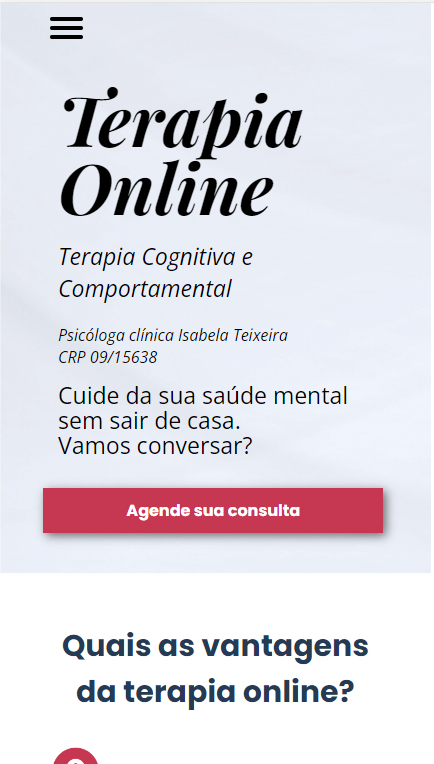 Terapia
Online
Terapia Cognitiva e
Comportamental
Psicóloga clínica Isabela Teixeira
CRP 09/15638
Cuide da sua saúde mental
sem sair de casa.
Vamos conversar?
Agende sua consulta
Quais as vantagens
da terapia online?